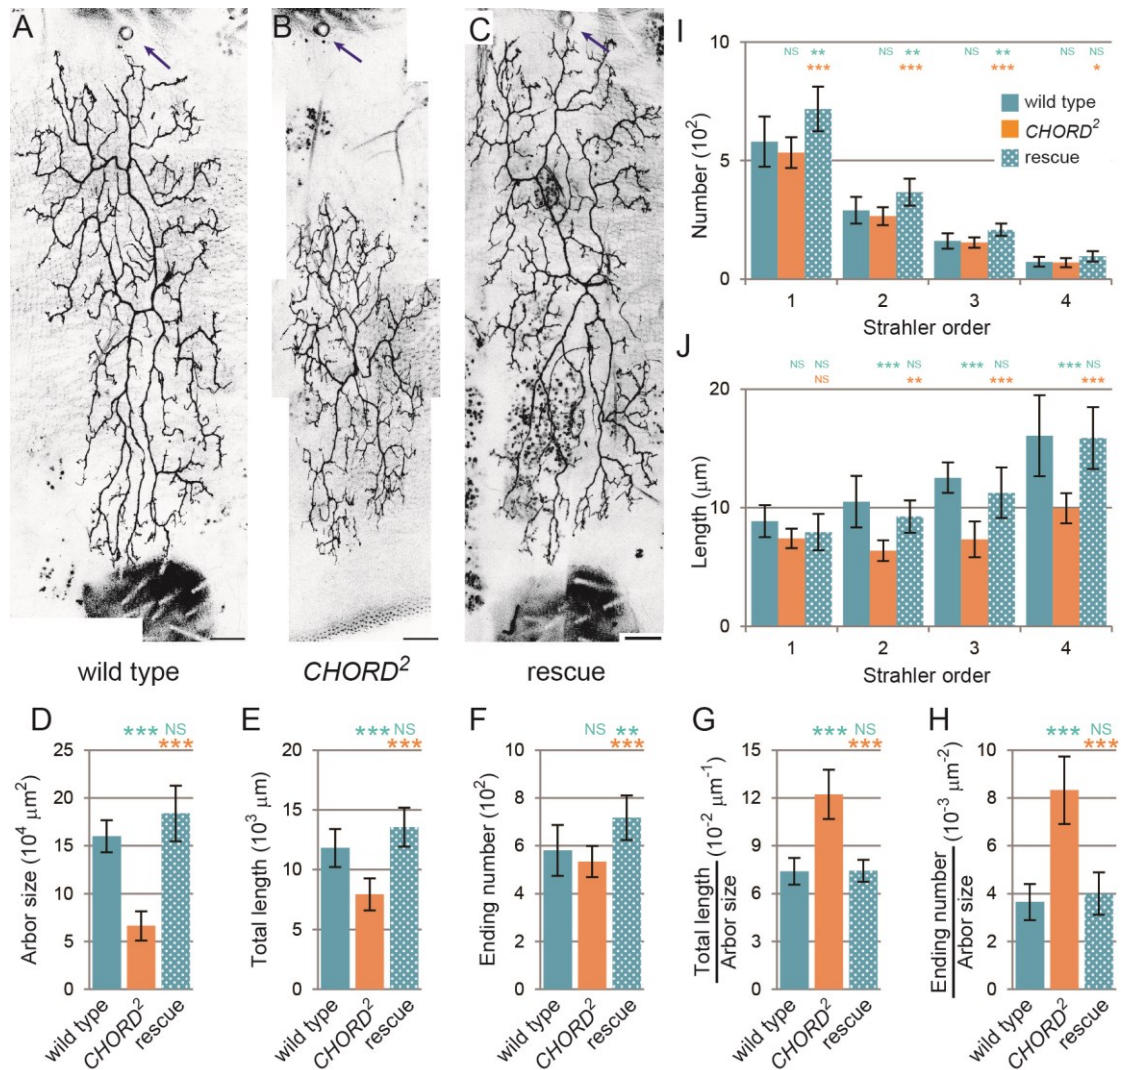 A
B
C
wild type
CHORD²
rescue
I
10
5
0
Number (10²)
NS ** NS ** NS ** NS NS
*** *** *** *
wild type
CHORD²
rescue
1 2 3 4
Strahler order
J
20
10
0
Length (μm)
NS NS *** NS *** NS *** NS
NS ** *** ***
1 2 3 4
Strahler order
D
*** NS
***
25
20
15
10
5
0
Arbor size (10⁴ μm²)
wild type
CHORD²
rescue
E
*** NS
***
20
15
10
5
0
Total length (10³ μm)
wild type
CHORD²
rescue
F
NS **
***
10
8
6
4
2
0
Ending number (10²)
wild type
CHORD²
rescue
G
*** NS
***
15
12
9
6
3
0
Total length
Arbor size
(10⁻² μm⁻¹)
wild type
CHORD²
rescue
H
*** NS
***
10
8
6
4
2
0
Ending number
Arbor size
(10⁻³ μm⁻²)
wild type
CHORD²
rescue